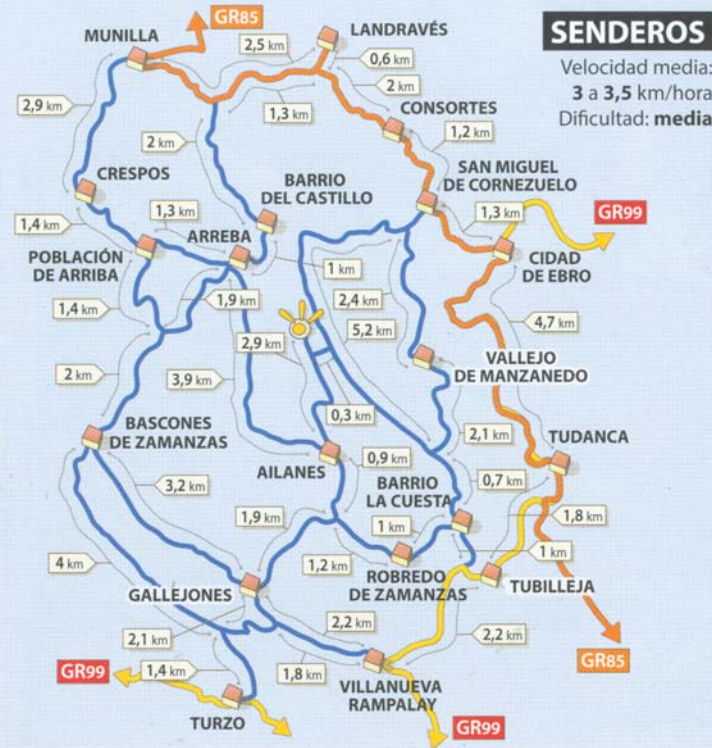 GR85
MUNILLA
2,5 km
LANDRAVÉS
SENDEROS
0,6 km
Velocidad media:
3 a 3,5 km/hora
Dificultad: media
2,9 km
1,3 km
2 km
CONSORTES
2 km
1,2 km
CRESPOS
BARRIO
DEL CASTILLO
SAN MIGUEL
DE CORNEZUELO
1,3 km
1,4 km
1,3 km
GR99
ARREBA
POBLACIÓN
DE ARRIBA
1 km
CIDAD
DE EBRO
1,4 km
1,9 km
2,4 km
4,7 km
5,2 km
2,9 km
VALLEJO
DE MANZANEDO
2 km
3,9 km
BASCONES
DE ZAMANZAS
0,3 km
2,1 km
TUDANCA
AILANES
0,9 km
BARRIO
LA CUESTA
0,7 km
3,2 km
1,9 km
1 km
1,8 km
4 km
1,2 km
ROBREDO
DE ZAMANZAS
1 km
GALLEJONES
TUBILLEJA
2,1 km
2,2 km
2,2 km
GR85
GR99
1,4 km
1,8 km
VILLANUEVA
RAMPALAY
TURZO
GR99